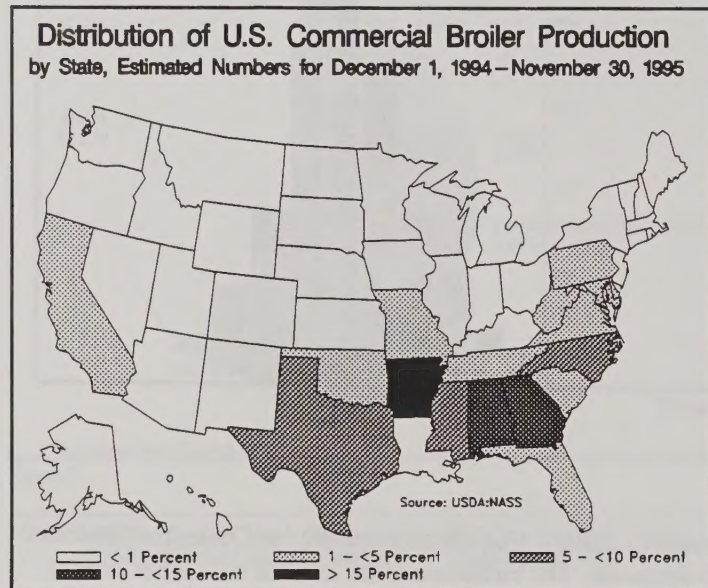 Distribution of U.S. Commercial Broiler Production
by State, Estimated Numbers for December 1, 1994–November 30, 1995
Source: USDA:NASS
< 1 Percent
1 – <5 Percent
5 – <10 Percent
10 – <15 Percent
> 15 Percent